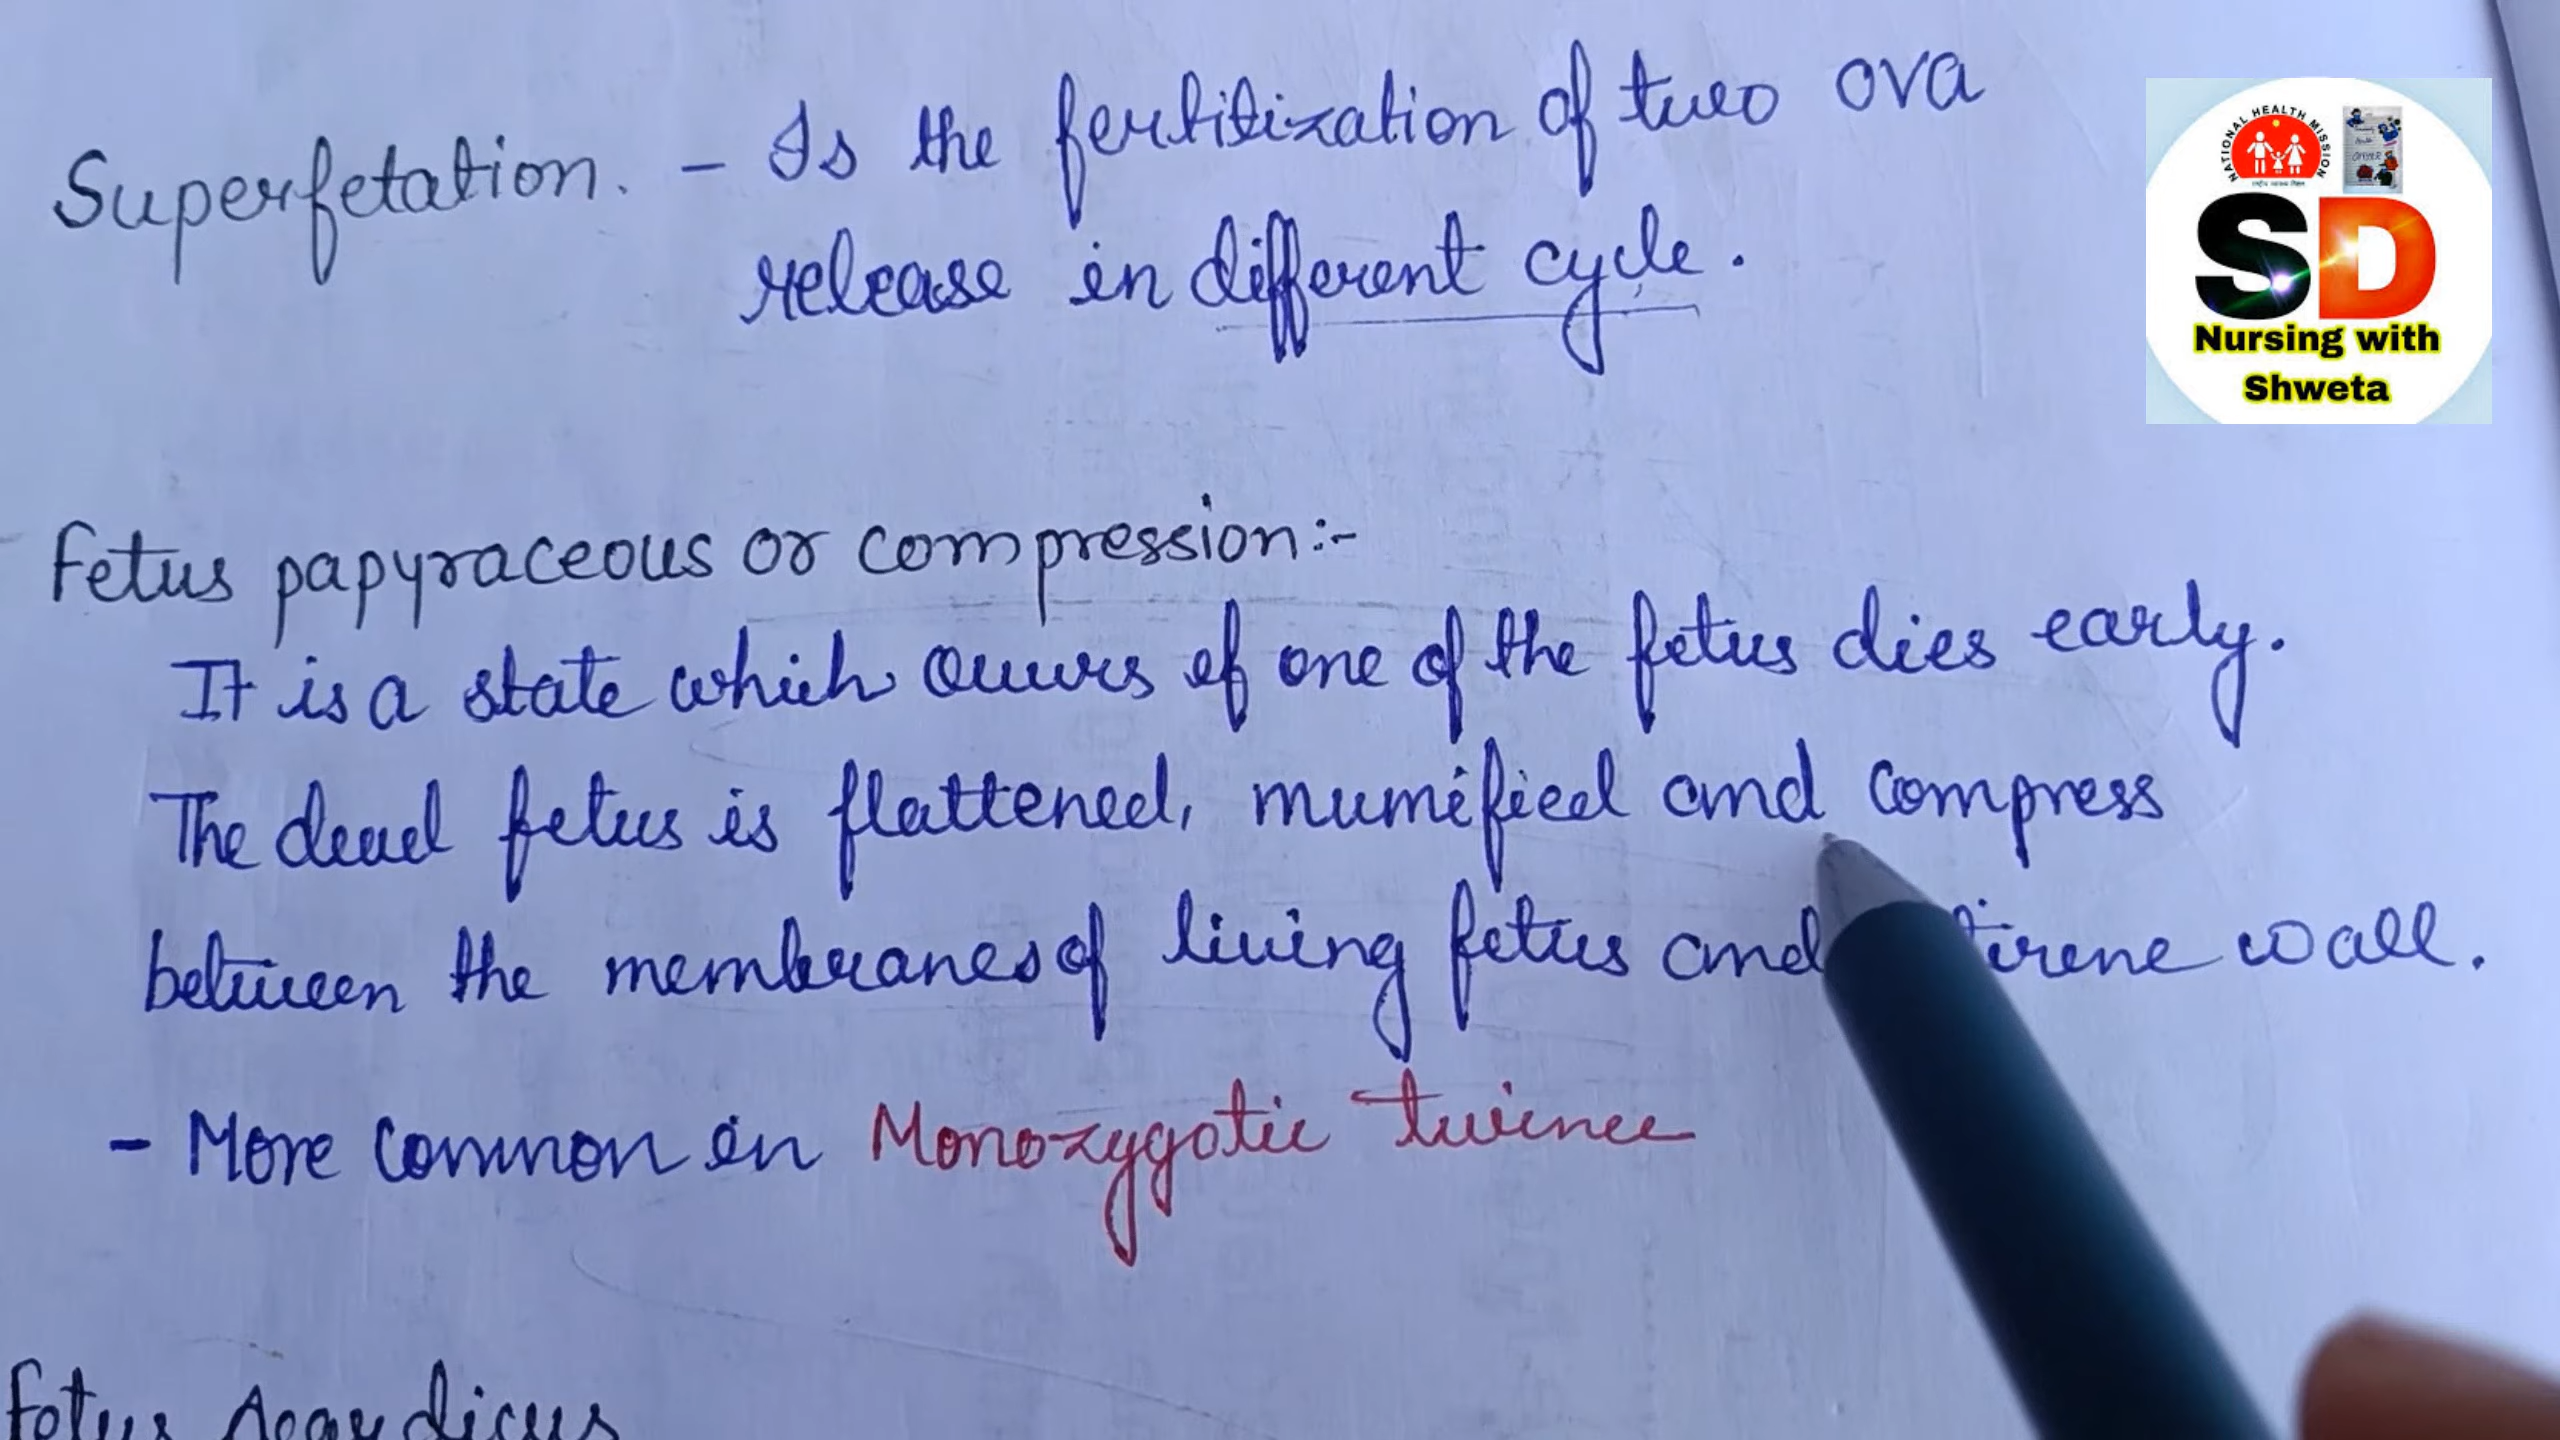 Superfetation. - Is the fertilization of two ova
release in different cycle.
Fetus papyraceous or compression:-
It is a state which occurs if one of the fetus dies early.
The dead fetus is flattened, mumified and compress
between the membranes of living fetus and wall.
- More common in Monozygotic
Fetus
NATIONAL HEALTH MISSION
SD
Nursing with
Shweta